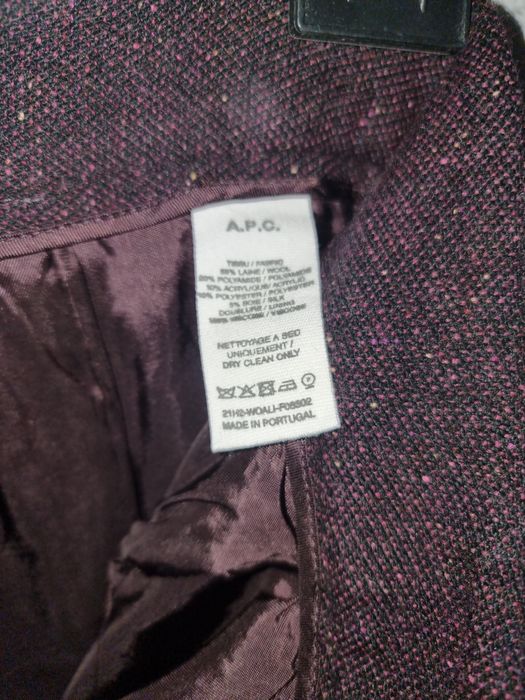 A.P.C.
TISSU / FABRIC
55% LAINE / WOOL
20% POLYAMIDE / POLYAMIDE
10% ACRYLIQUE / ACRYLIC
10% POLYESTER / POLYESTER
5% SOIE / SILK
DOUBLURE / LINING
100% VISCOSE / VISCOSE
NETTOYAGE A SED
UNIQUEMENT /
DRY CLEAN ONLY
MADE IN PORTUGAL